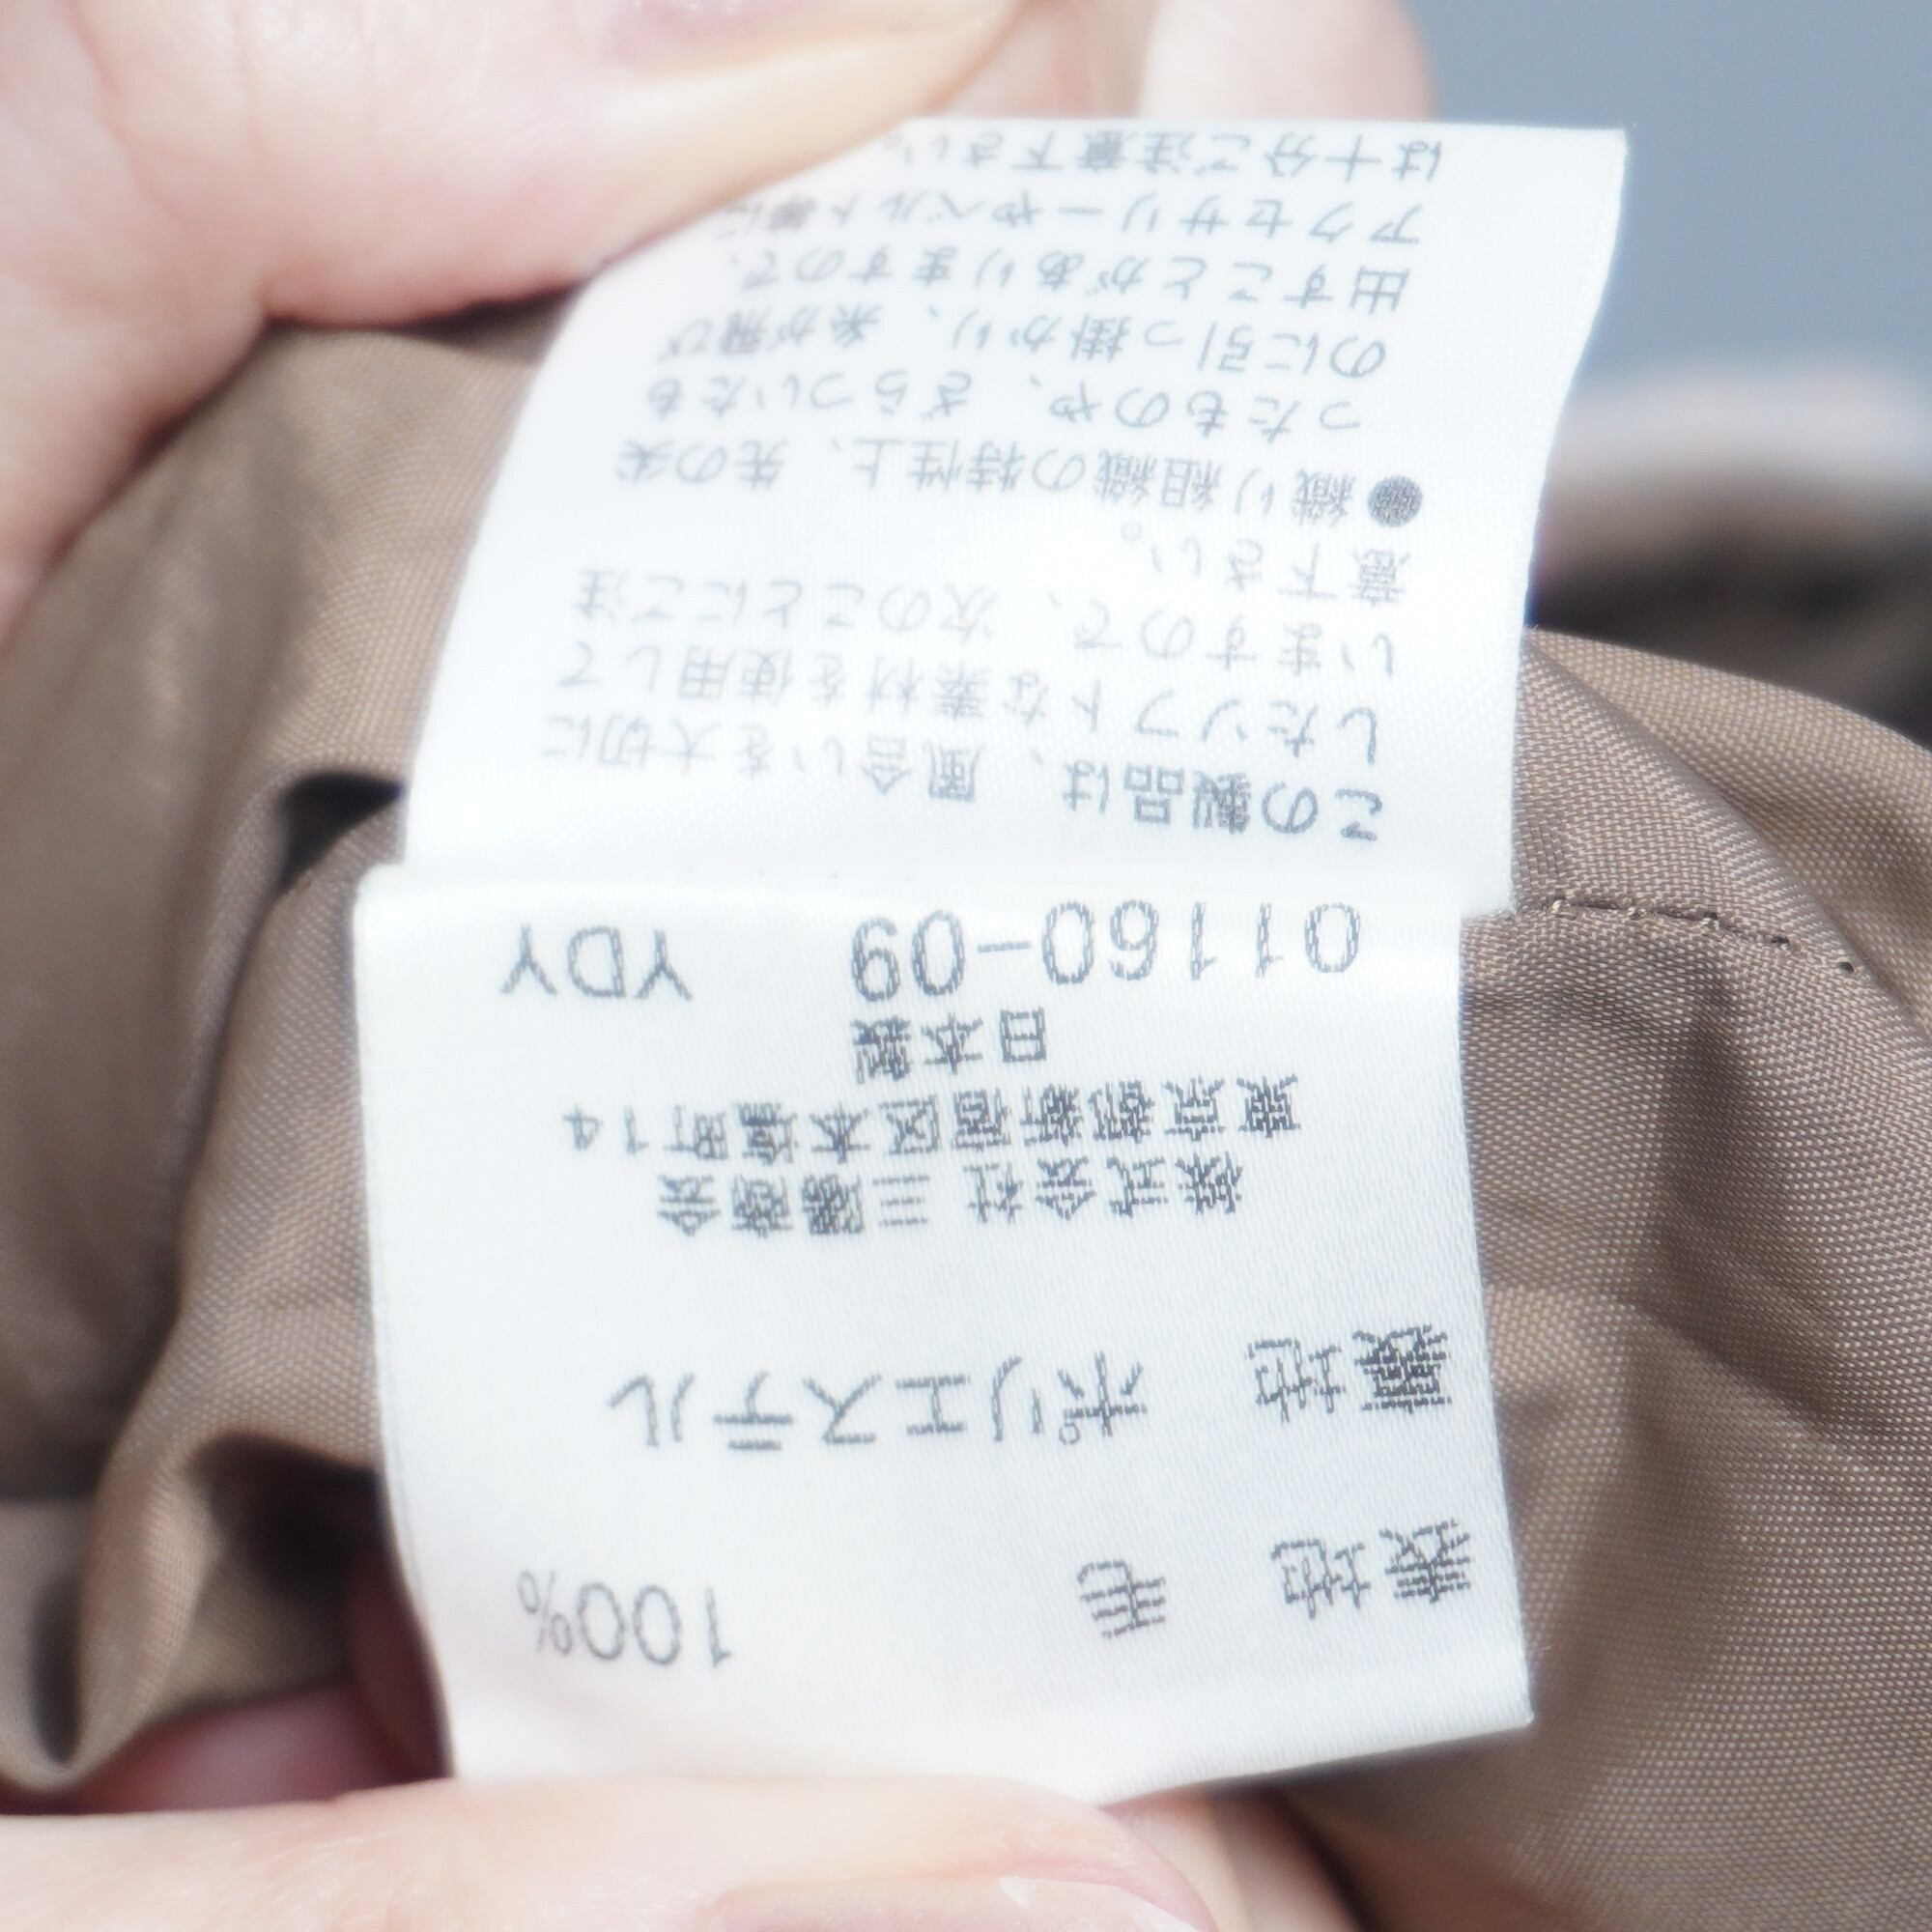 表地 毛 100%
裏地 ポリエステル
株式会社 三陽商会
東京都新宿区本塩町14
日本製
01160-09 YDY
この製品は、風合いを大切に
したソフトな素材を使用して
いますので、次のことにご注
意下さい。
●織り組織の特性上、先の尖
ったものや、ざらついたも
のに引っ掛かり、糸が飛び
出すことがありますので、
アクセサリーやベルト等に
は十分ご注意下さい。